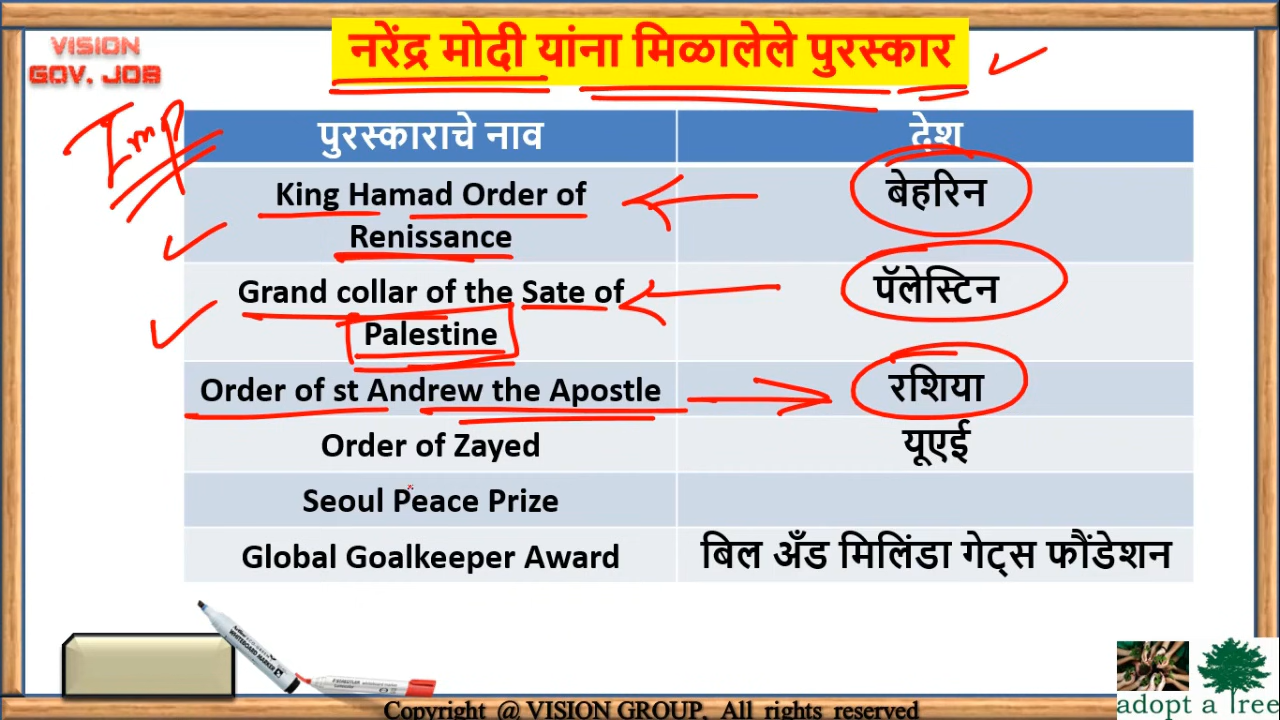 VISION
GOV. JOB
नरेंद्र मोदी यांना मिळालेले पुरस्कार
Imp
पुरस्काराचे नाव देश
King Hamad Order of
Renissance
बेहरिन
Grand collar of the Sate of
Palestine
पॅलेस्टिन
Order of st Andrew the Apostle रशिया
Order of Zayed यूएई
Seoul Peace Prize
Global Goalkeeper Award बिल अँड मिलिंडा गेट्स फौंडेशन
adopt a Tree
Copyright @ VISION GROUP. All rights reserved